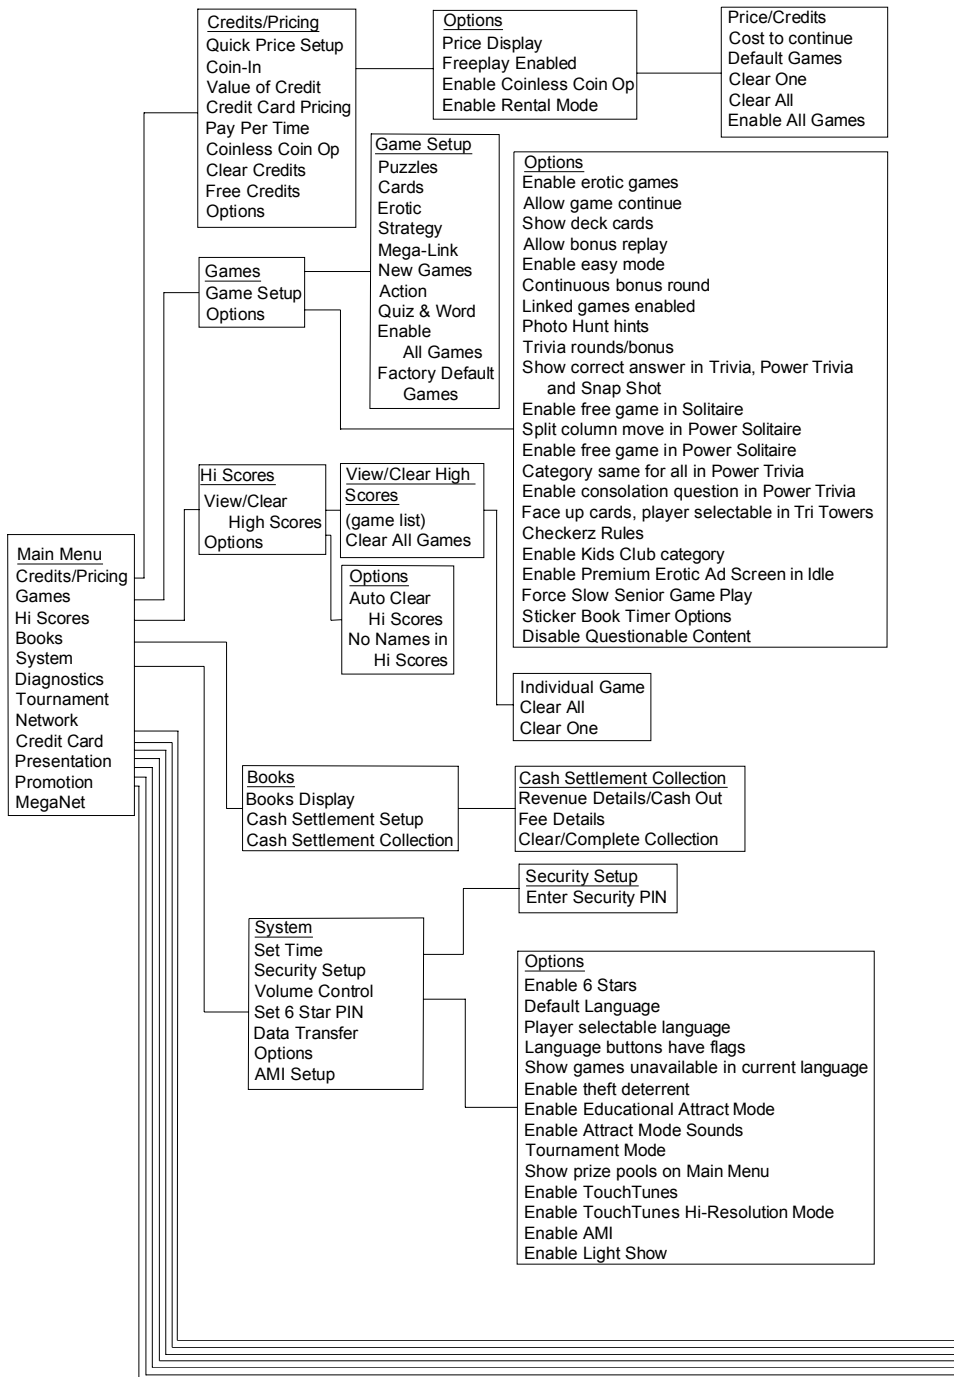 Credits/Pricing
Quick Price Setup
Coin-In
Value of Credit
Credit Card Pricing
Pay Per Time
Coinless Coin Op
Clear Credits
Free Credits
Options
Options
Price Display
Freeplay Enabled
Enable Coinless Coin Op
Enable Rental Mode
Price/Credits
Cost to continue
Default Games
Clear One
Clear All
Enable All Games
Game Setup
Puzzles
Cards
Erotic
Strategy
Mega-Link
New Games
Action
Quiz & Word
Enable
All Games
Factory Default
Games
Games
Game Setup
Options
Options
Enable erotic games
Allow game continue
Show deck cards
Allow bonus replay
Enable easy mode
Continuous bonus round
Linked games enabled
Photo Hunt hints
Trivia rounds/bonus
Show correct answer in Trivia, Power Trivia
and Snap Shot
Enable free game in Solitaire
Split column move in Power Solitaire
Enable free game in Power Solitaire
Category same for all in Power Trivia
Enable consolation question in Power Trivia
Face up cards, player selectable in Tri Towers
Checkerz Rules
Enable Kids Club category
Enable Premium Erotic Ad Screen in Idle
Force Slow Senior Game Play
Sticker Book Timer Options
Disable Questionable Content
Hi Scores
View/Clear
High Scores
Options
View/Clear High
Scores
(game list)
Clear All Games
Options
Auto Clear
Hi Scores
No Names in
Hi Scores
Main Menu
Credits/Pricing
Games
Hi Scores
Books
System
Diagnostics
Tournament
Network
Credit Card
Presentation
Promotion
MegaNet
Individual Game
Clear All
Clear One
Books
Books Display
Cash Settlement Setup
Cash Settlement Collection
Cash Settlement Collection
Revenue Details/Cash Out
Fee Details
Clear/Complete Collection
Security Setup
Enter Security PIN
System
Set Time
Security Setup
Volume Control
Set 6 Star PIN
Data Transfer
Options
AMI Setup
Options
Enable 6 Stars
Default Language
Player selectable language
Language buttons have flags
Show games unavailable in current language
Enable theft deterrent
Enable Educational Attract Mode
Enable Attract Mode Sounds
Tournament Mode
Show prize pools on Main Menu
Enable TouchTunes
Enable TouchTunes Hi-Resolution Mode
Enable AMI
Enable Light Show